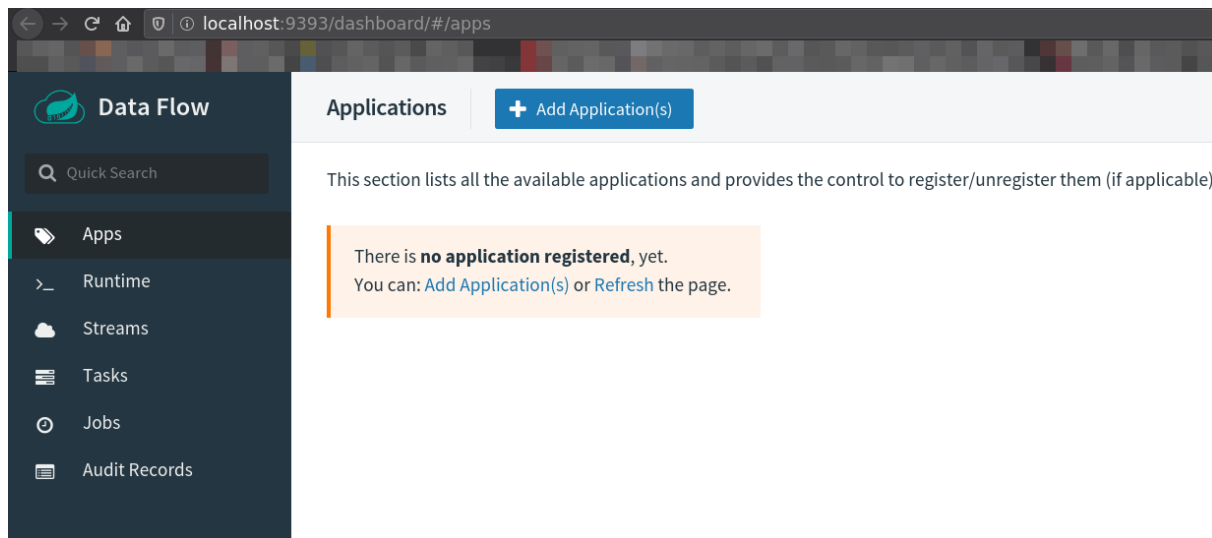 localhost:9393/dashboard/#/apps
Data Flow
Quick Search
Apps
Runtime
Streams
Tasks
Jobs
Audit Records
Applications
Add Application(s)
This section lists all the available applications and provides the control to register/unregister them (if applicable)
There is no application registered, yet.
You can: Add Application(s) or Refresh the page.